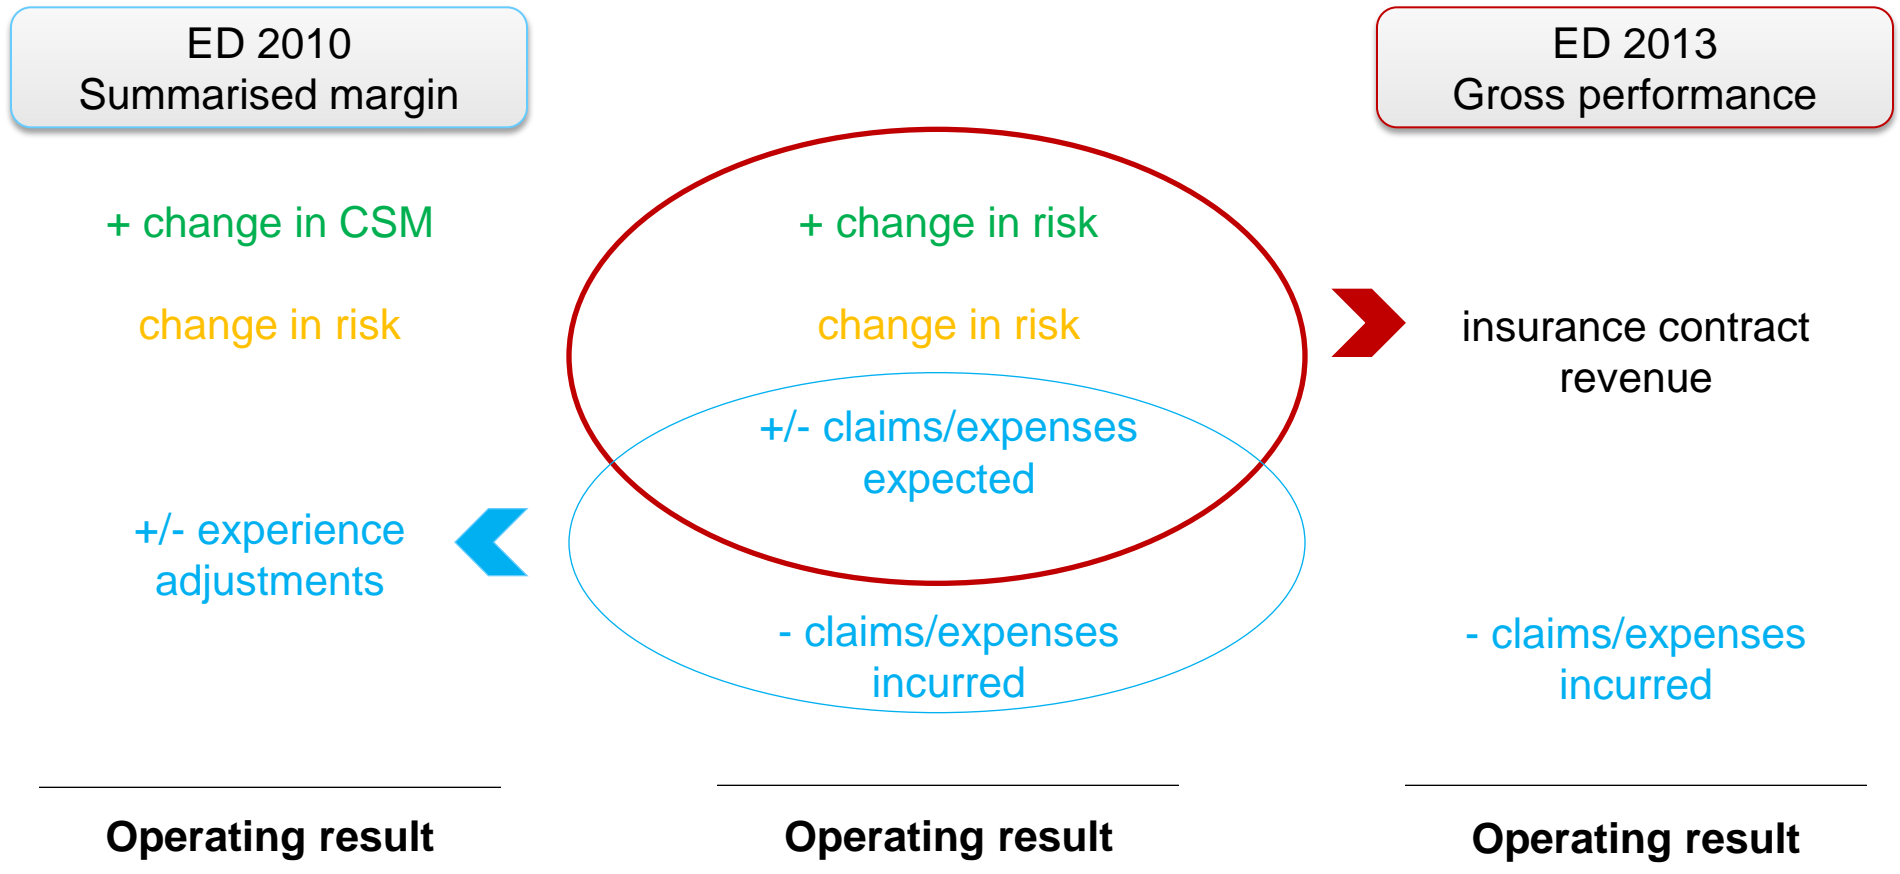 ED 2010
Summarised margin
ED 2013
Gross performance
+ change in CSM
+ change in risk
change in risk
change in risk
insurance contract
revenue
+/- claims/expenses
expected
+/- experience
adjustments
- claims/expenses
incurred
- claims/expenses
incurred
Operating result
Operating result
Operating result